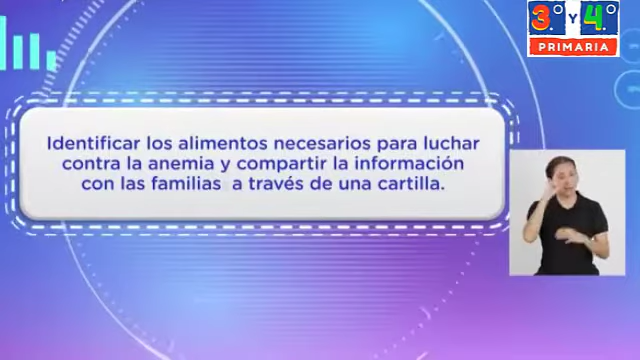 3.° Y 4.°
PRIMARIA
Identificar los alimentos necesarios para luchar
contra la anemia y compartir la información
con las familias a través de una cartilla.